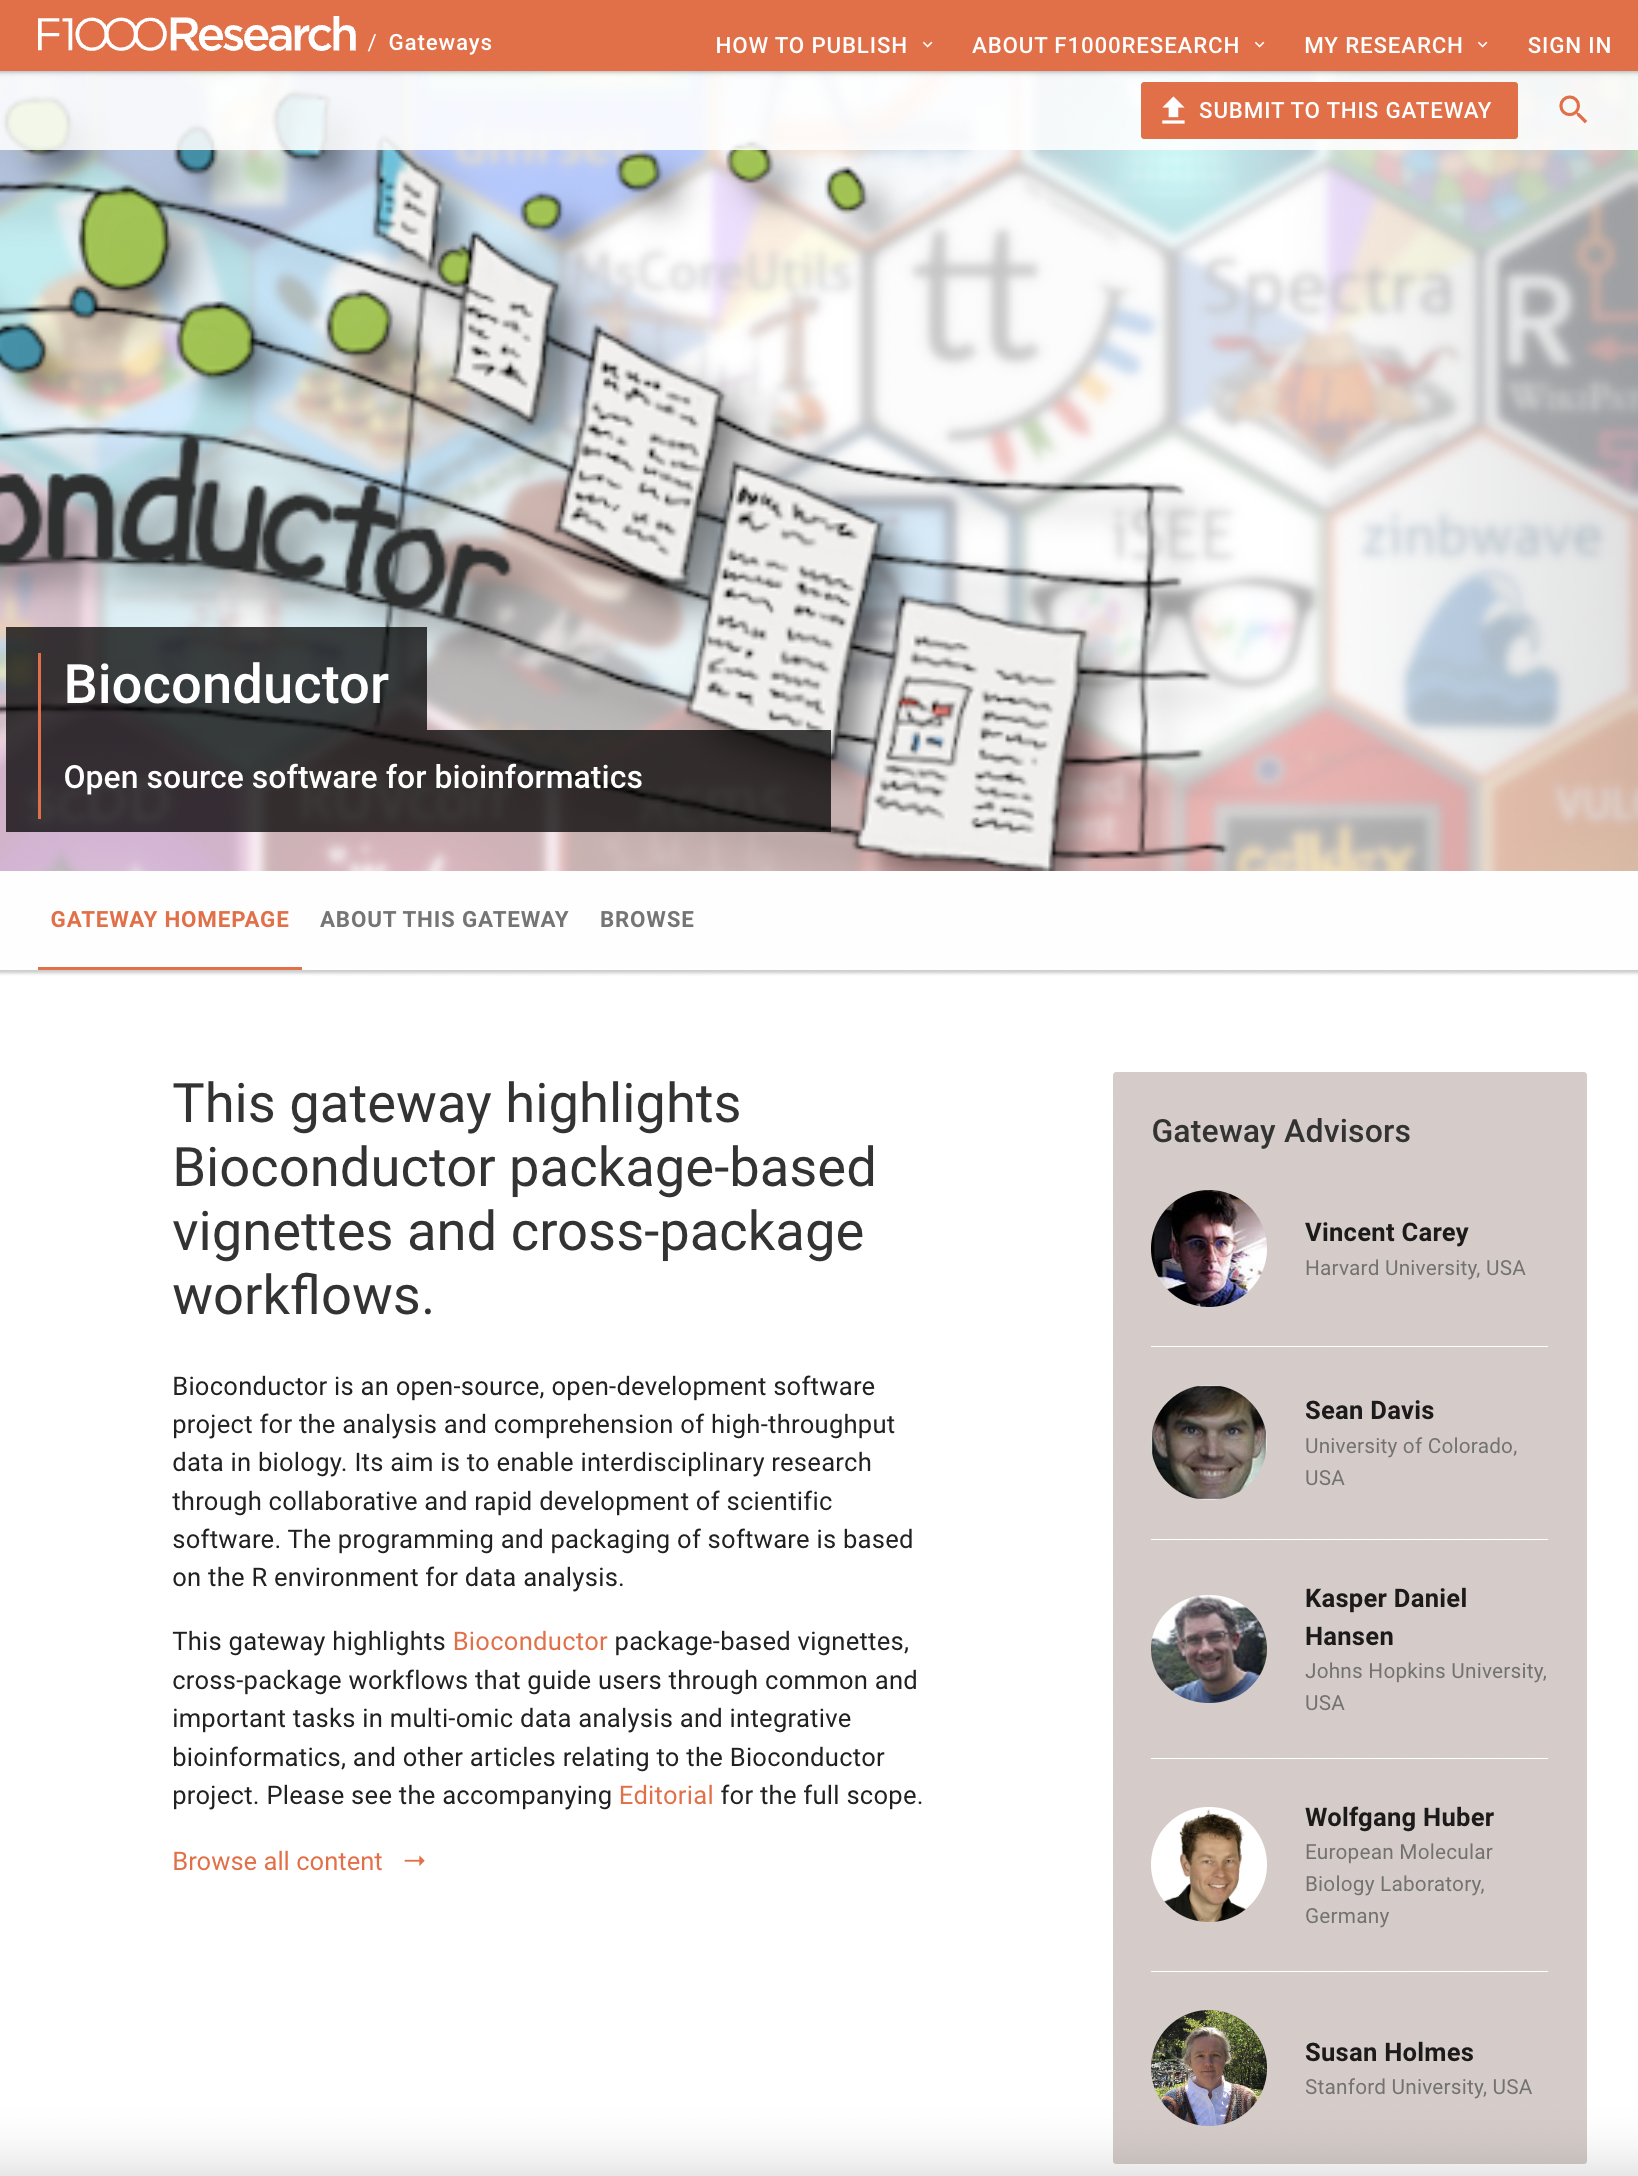 F1000Research / Gateways
HOW TO PUBLISH
ABOUT F1000RESEARCH
MY RESEARCH
SIGN IN
SUBMIT TO THIS GATEWAY
MsCoreUtils
tt
Spectra
R
onductor
iSEE
zinbwave
celldex
Bioconductor
Open source software for bioinformatics
GATEWAY HOMEPAGE
ABOUT THIS GATEWAY
BROWSE
This gateway highlights
Bioconductor package-based
vignettes and cross-package
workflows.
Bioconductor is an open-source, open-development software
project for the analysis and comprehension of high-throughput
data in biology. Its aim is to enable interdisciplinary research
through collaborative and rapid development of scientific
software. The programming and packaging of software is based
on the R environment for data analysis.
This gateway highlights Bioconductor package-based vignettes,
cross-package workflows that guide users through common and
important tasks in multi-omic data analysis and integrative
bioinformatics, and other articles relating to the Bioconductor
project. Please see the accompanying Editorial for the full scope.
Browse all content →
Gateway Advisors
Vincent Carey
Harvard University, USA
Sean Davis
University of Colorado,
USA
Kasper Daniel
Hansen
Johns Hopkins University,
USA
Wolfgang Huber
European Molecular
Biology Laboratory,
Germany
Susan Holmes
Stanford University, USA